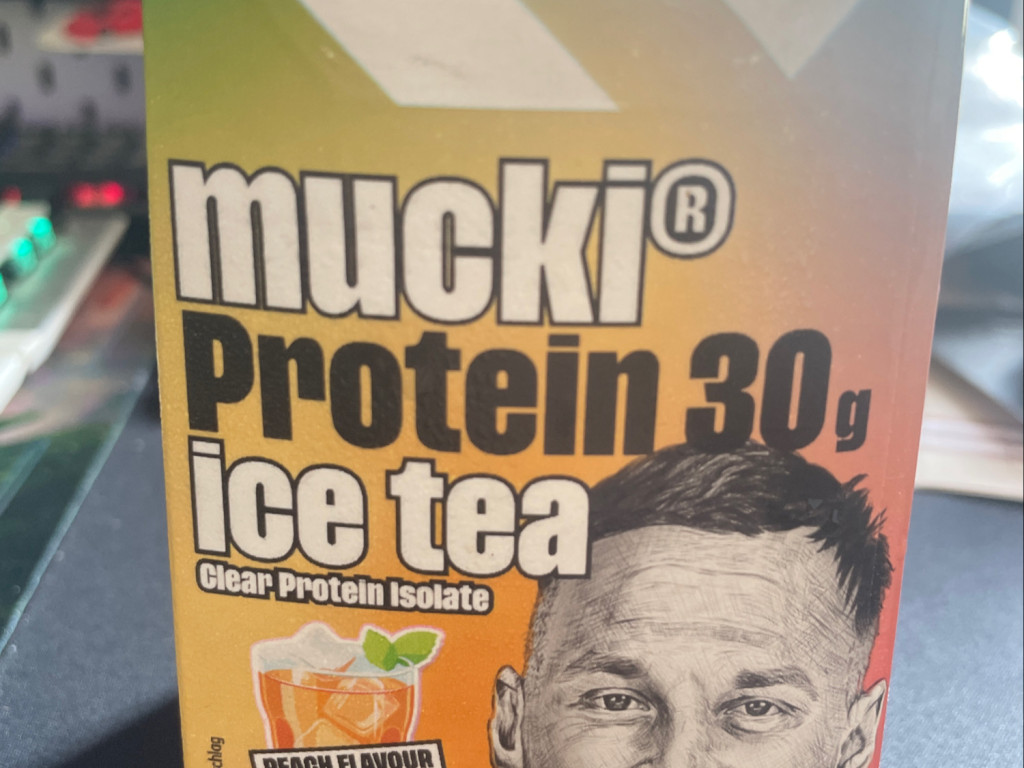 mucki®
Protein 30g
ice tea
Clear Protein Isolate
PEACH FLAVOUR